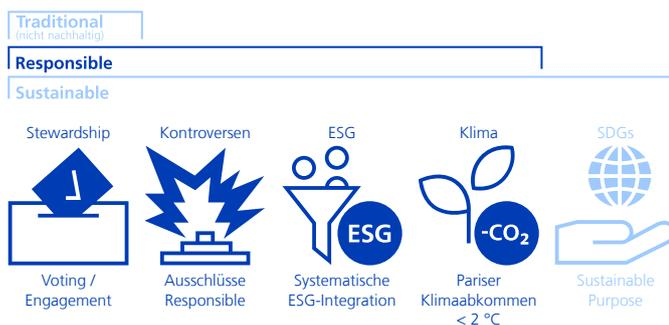 Traditional
(nicht nachhaltig)
Responsible
Sustainable
Stewardship
Kontroversen
ESG
Klima
SDGs
ESG
-CO₂
Voting /
Engagement
Ausschlüsse
Responsible
Systematische
ESG-Integration
Pariser
Klimaabkommen
< 2 °C
Sustainable
Purpose